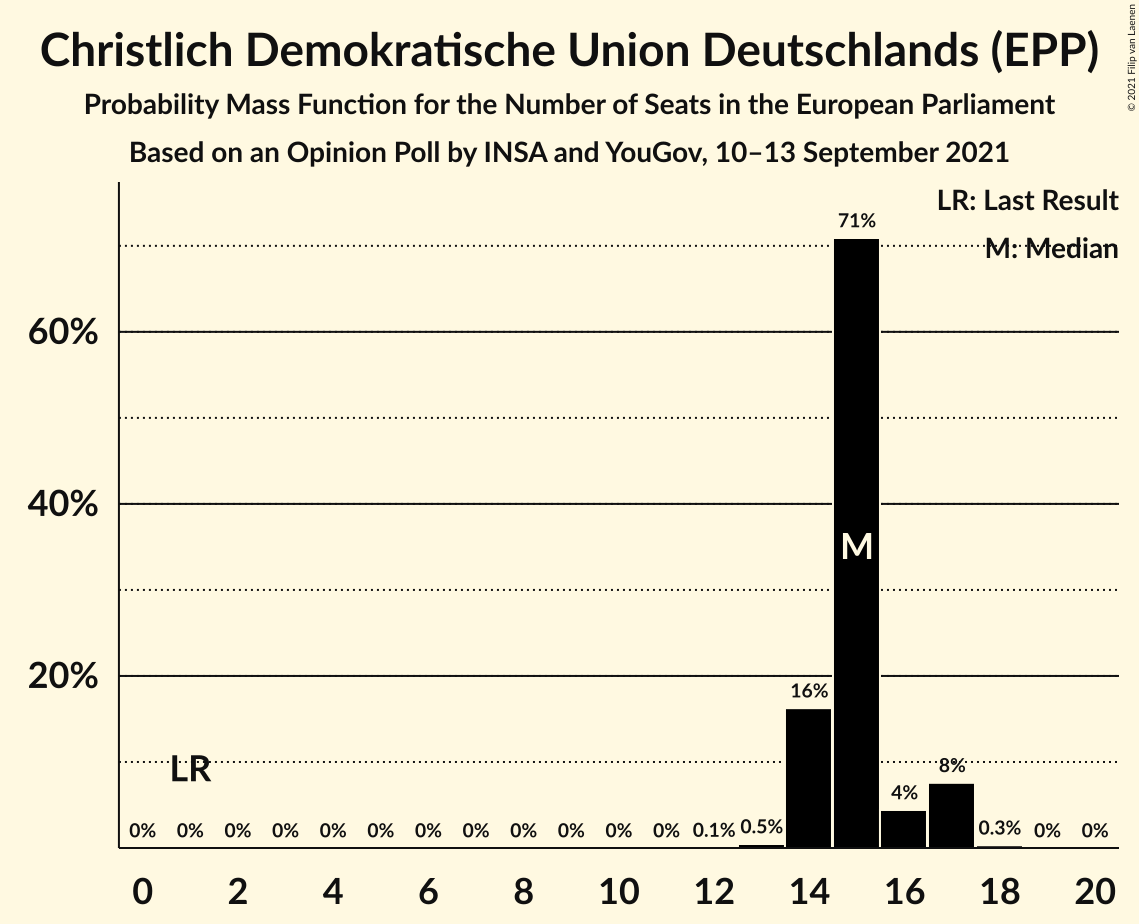 Christlich Demokratische Union Deutschlands (EPP)
Probability Mass Function for the Number of Seats in the European Parliament
Based on an Opinion Poll by INSA and YouGov, 10–13 September 2021
© 2021 Filip van Laenen
LR: Last Result
M: Median
71%
60%
40%
M
20%
16%
LR
8%
4%
0% 0% 0% 0% 0% 0% 0% 0% 0% 0% 0% 0% 0.1% 0.5% 0.3% 0% 0%
0 2 4 6 8 10 12 14 16 18 20